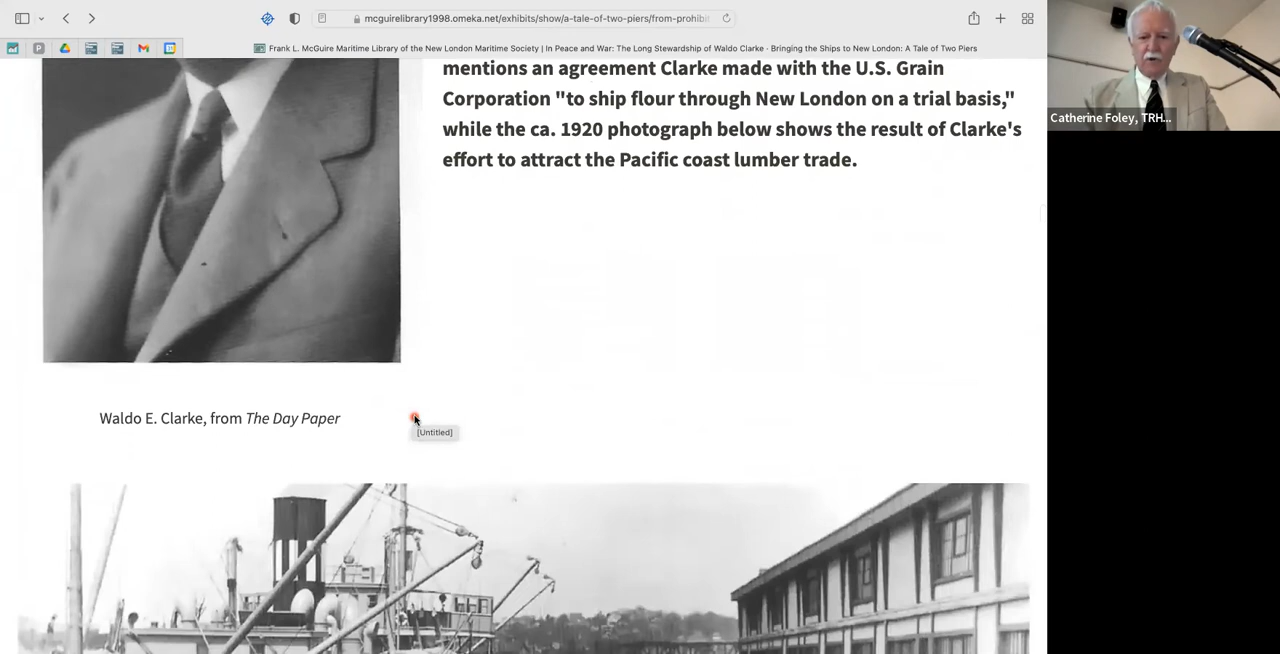 mcguirelibrary1998.omeka.net/exhibits/show/a-tale-of-two-piers/from-prohibit
P
Frank L. McGuire Maritime Library of the New London Maritime Society | In Peace and War: The Long Stewardship of Waldo Clarke · Bringing the Ships to New London: A Tale of Two Piers
mentions an agreement Clarke made with the U.S. Grain
Corporation "to ship flour through New London on a trial basis,"
while the ca. 1920 photograph below shows the result of Clarke's
effort to attract the Pacific coast lumber trade.
Catherine Foley, TRH...
Waldo E. Clarke, from The Day Paper
[Untitled]